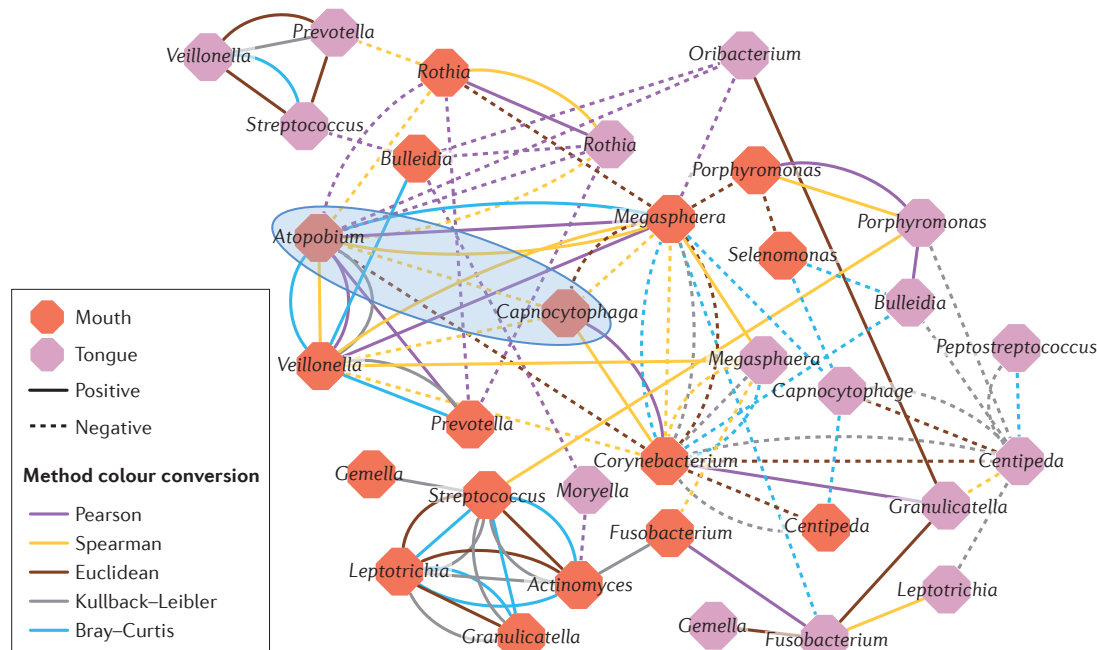 Prevotella
Veillonella
Rothia
Oribacterium
Streptococcus
Rothia
Bulleidia
Porphyromonas
Megasphaera
Porphyromonas
Atopobium
Selenomonas
Capnocytophaga
Bulleidia
Mouth
Tongue
Positive
Negative
Veillonella
Megasphaera
Peptostreptococcus
Capnocytophage
Prevotella
Gemella
Corynebacterium
Centipeda
Streptococcus
Moryella
Granulicatella
Method colour conversion
Pearson
Spearman
Euclidean
Kullback–Leibler
Bray–Curtis
Fusobacterium
Centipeda
Leptotrichia
Actinomyces
Leptotrichia
Granulicatella
Gemella
Fusobacterium